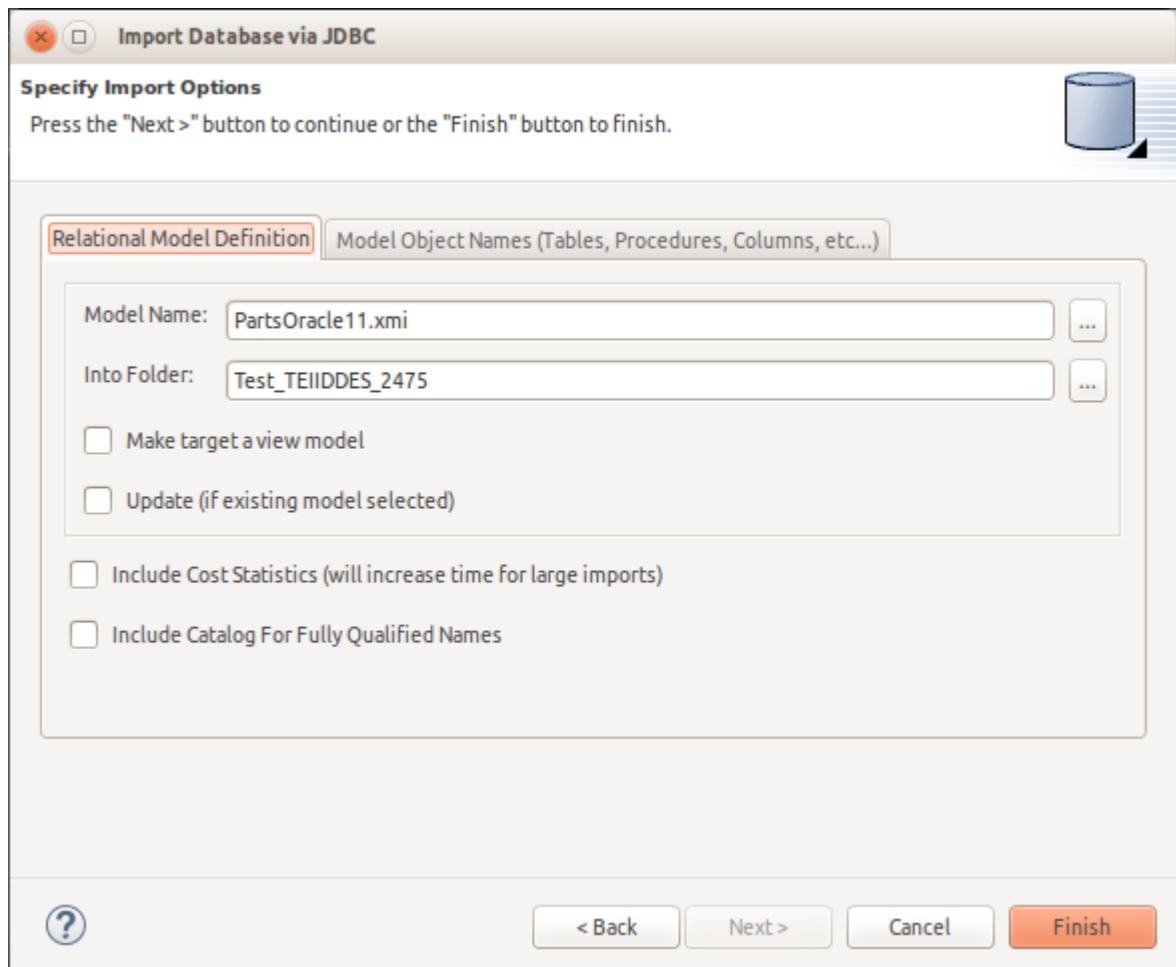 Import Database via JDBC
Specify Import Options
Press the "Next >" button to continue or the "Finish" button to finish.
Relational Model Definition
Model Object Names (Tables, Procedures, Columns, etc...)
Model Name:
PartsOracle11.xmi
...
Into Folder:
Test_TEIIDDES_2475
...
Make target a view model
Update (if existing model selected)
Include Cost Statistics (will increase time for large imports)
Include Catalog For Fully Qualified Names
?
< Back
Next >
Cancel
Finish